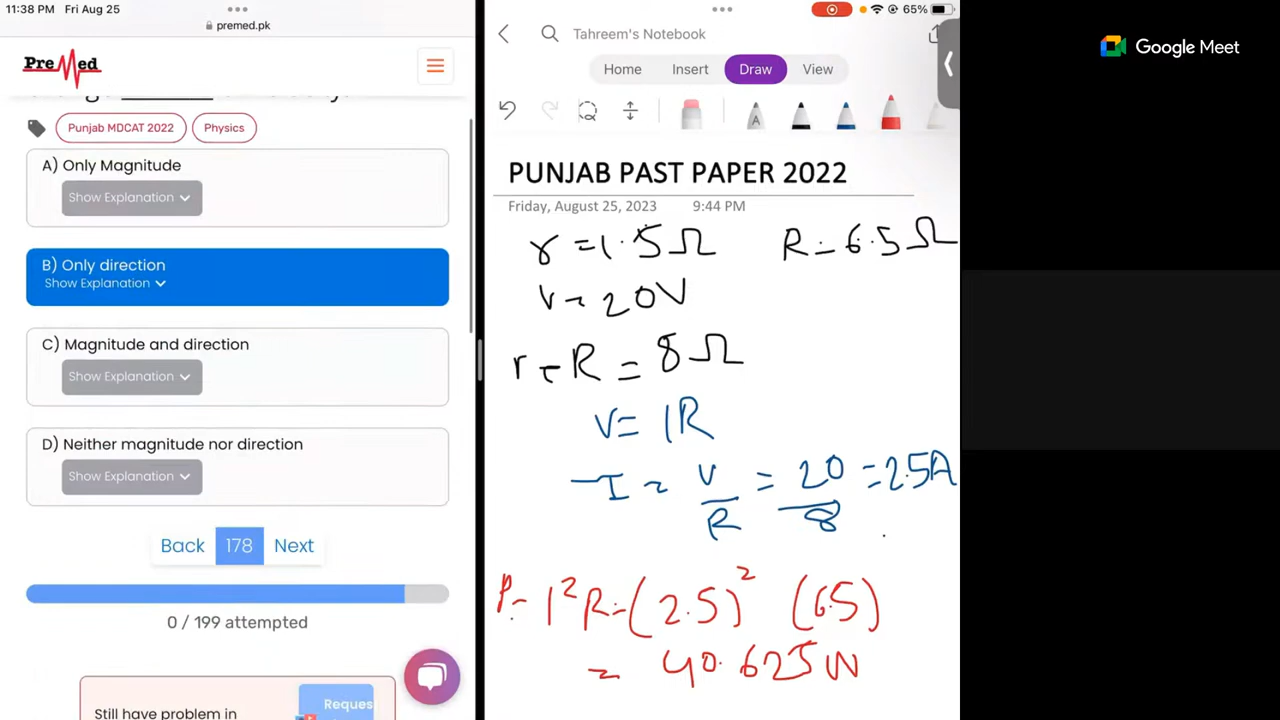 11:38 PM Fri Aug 25
premed.pk
PreMed
Punjab MDCAT 2022
Physics
A) Only Magnitude
Show Explanation
B) Only direction
Show Explanation
C) Magnitude and direction
Show Explanation
D) Neither magnitude nor direction
Show Explanation
Back 178 Next
0 / 199 attempted
Still have problem in
Reques
65%
Tahreem's Notebook
Home Insert Draw View
PUNJAB PAST PAPER 2022
Friday, August 25, 2023 9:44 PM
r = 1.5Ω R = 6.5Ω
V = 20V
r + R = 8Ω
V = IR
I = V/R = 20/8 = 2.5A
P = I²R = (2.5)² (6.5)
= 40.625W
Google Meet